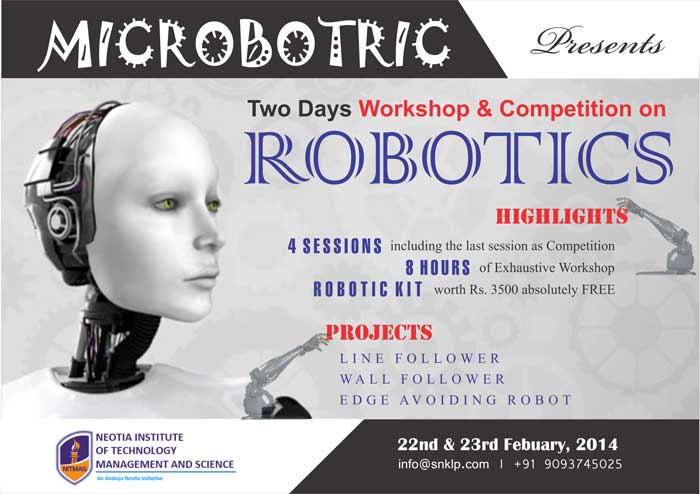 MICROBOTRIC
Presents
Two Days Workshop & Competition on
ROBOTICS
HIGHLIGHTS
4 SESSIONS including the last session as Competition
8 HOURS of Exhaustive Workshop
ROBOTIC KIT worth Rs. 3500 absolutely FREE
PROJECTS
LINE FOLLOWER
WALL FOLLOWER
EDGE AVOIDING ROBOT
NITMAS
NEOTIA INSTITUTE
OF TECHNOLOGY
MANAGEMENT AND SCIENCE
An Ambuja Neotia Initiative
22nd & 23rd Febuary, 2014
info@snklp.com | +91 9093745025